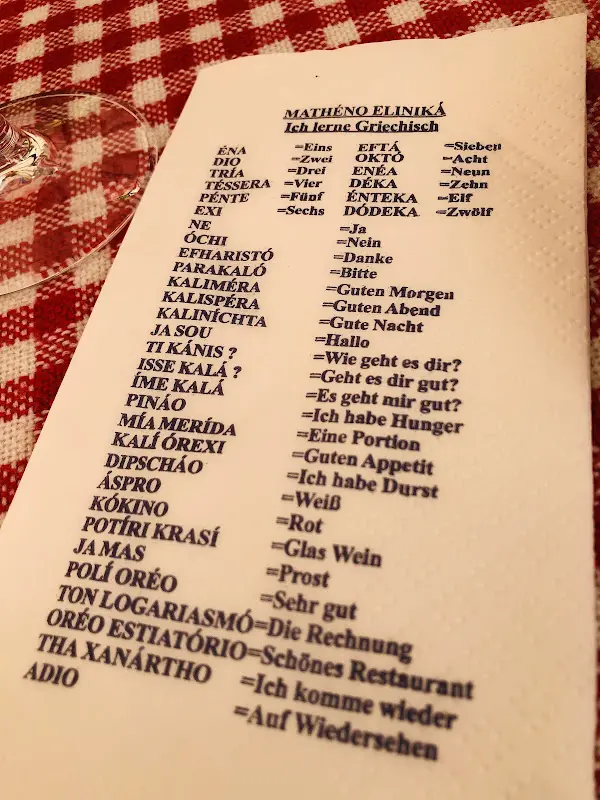 MATHÉNO ELINIKÁ
Ich lerne Griechisch
ÉNA =Eins EFTÁ =Sieben
DIO =Zwei OKTÓ =Acht
TRÍA =Drei ENÉA =Neun
TÉSSERA =Vier DÉKA =Zehn
PÉNTE =Fünf ÉNTEKA =Elf
EXI =Sechs DÓDEKA =Zwölf
NE =Ja
ÓCHI =Nein
EFHARISTÓ =Danke
PARAKALÓ =Bitte
KALIMÉRA =Guten Morgen
KALISPÉRA =Guten Abend
KALINÍCHTA =Gute Nacht
JA SOU =Hallo
TI KÁNIS ? =Wie geht es dir?
ISSE KALÁ ? =Geht es dir gut?
ÍME KALÁ =Es geht mir gut?
PINÁO =Ich habe Hunger
MÍA MERÍDA =Eine Portion
KALÍ ÓREXI =Guten Appetit
DIPSCHÁO =Ich habe Durst
ÁSPRO =Weiß
KÓKINO =Rot
POTÍRI KRASÍ =Glas Wein
JA MAS =Prost
POLÍ ORÉO =Sehr gut
TON LOGARIASMÓ=Die Rechnung
ORÉO ESTIATÓRIO=Schönes Restaurant
THA XANÁRTHO =Ich komme wieder
ADIO =Auf Wiedersehen